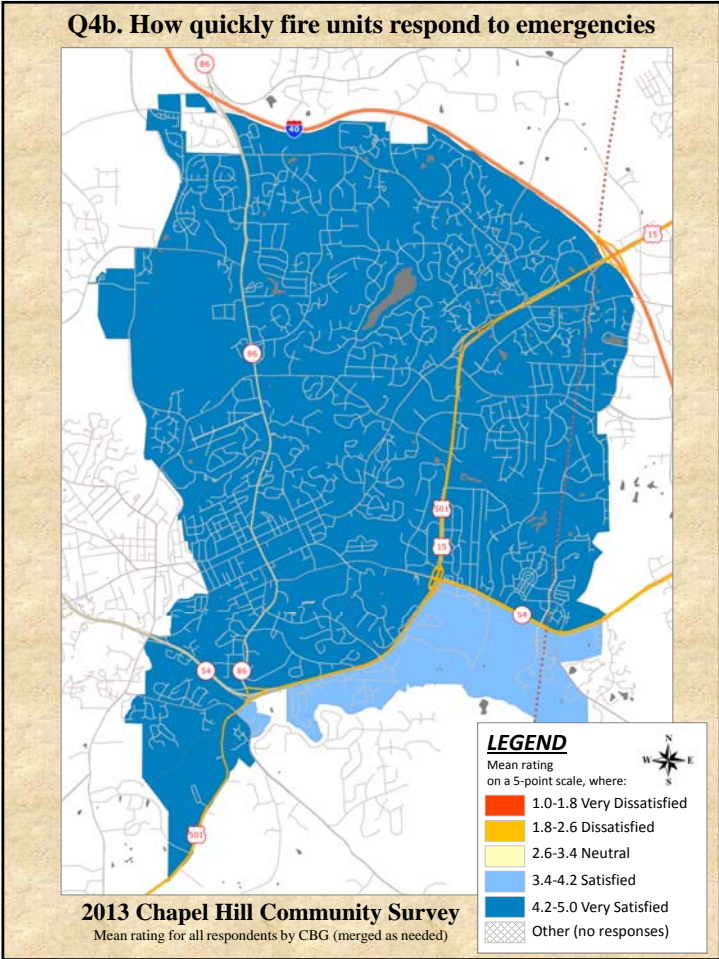 Q4b. How quickly fire units respond to emergencies
86
40
15
86
501
15
54
54
86
501
LEGEND
Mean rating
on a 5-point scale, where:
N
W E
S
1.0-1.8 Very Dissatisfied
1.8-2.6 Dissatisfied
2.6-3.4 Neutral
3.4-4.2 Satisfied
4.2-5.0 Very Satisfied
Other (no responses)
2013 Chapel Hill Community Survey
Mean rating for all respondents by CBG (merged as needed)